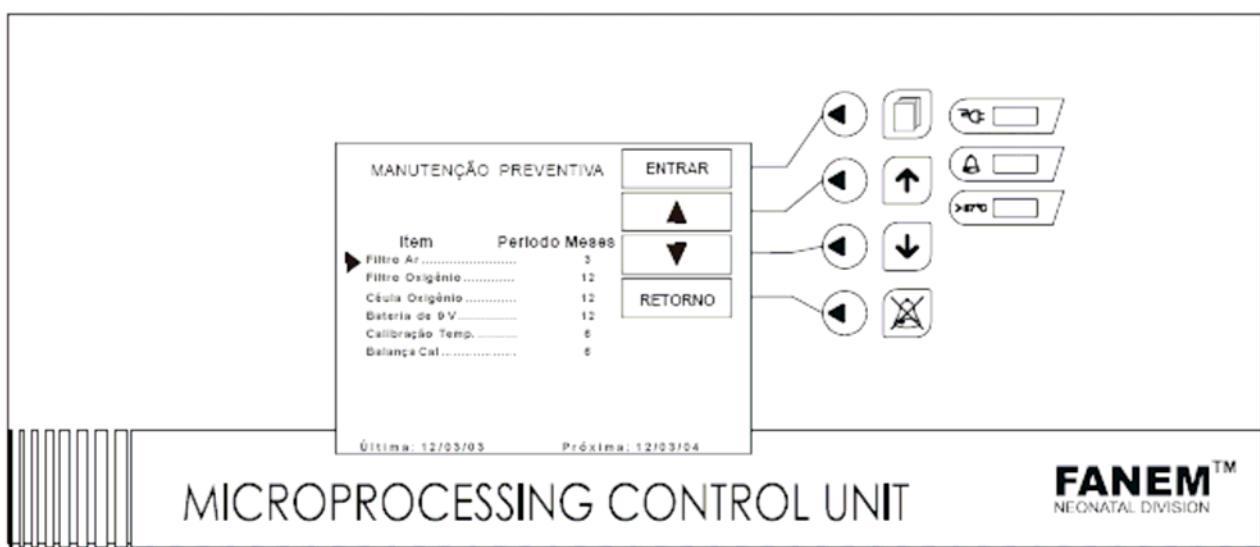 MANUTENÇÃO PREVENTIVA
ENTRAR
Item Período Meses
Filtro Ar...................... 3
Filtro Oxigênio............ 12
Céula Oxigênio............ 12
Bateria de 9 V.............. 12
Calibração Temp. ......... 6
Balança Cal.................. 6
RETORNO
Última: 12/03/03 Próxima: 12/03/04
>37°C
MICROPROCESSING CONTROL UNIT
FANEM™
NEONATAL DIVISION